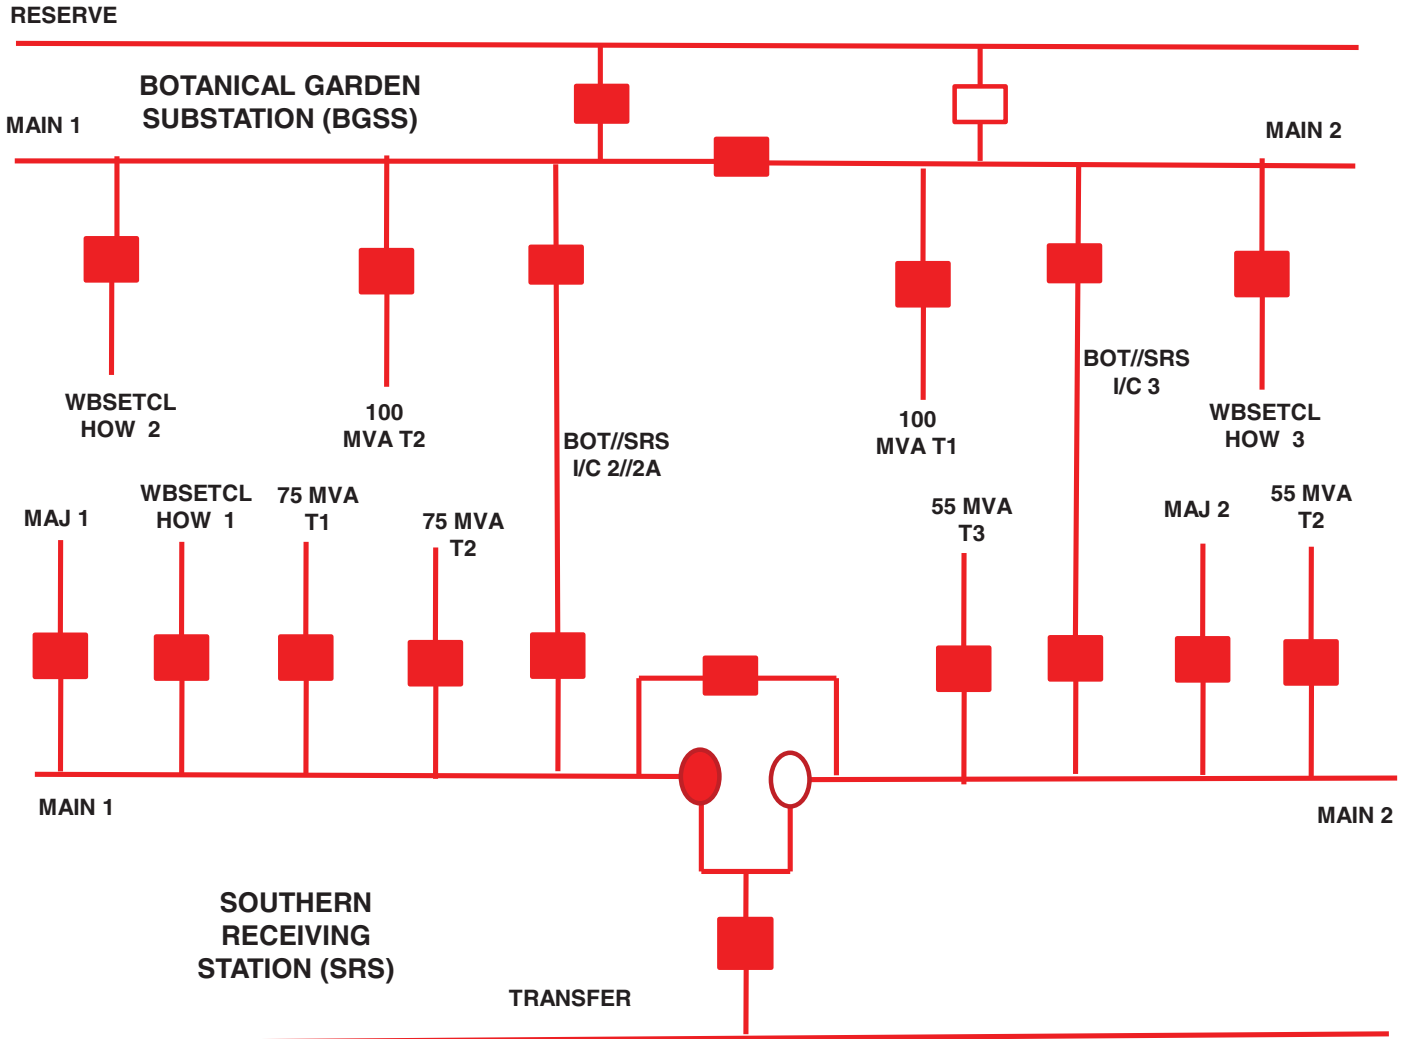 RESERVE
BOTANICAL GARDEN
SUBSTATION (BGSS)
MAIN 1
MAIN 2
WBSETCL
HOW 2
100
MVA T2
BOT//SRS
I/C 2//2A
100
MVA T1
BOT//SRS
I/C 3
WBSETCL
HOW 3
MAJ 1
WBSETCL
HOW 1
75 MVA
T1
75 MVA
T2
55 MVA
T3
MAJ 2
55 MVA
T2
MAIN 1
MAIN 2
SOUTHERN
RECEIVING
STATION (SRS)
TRANSFER